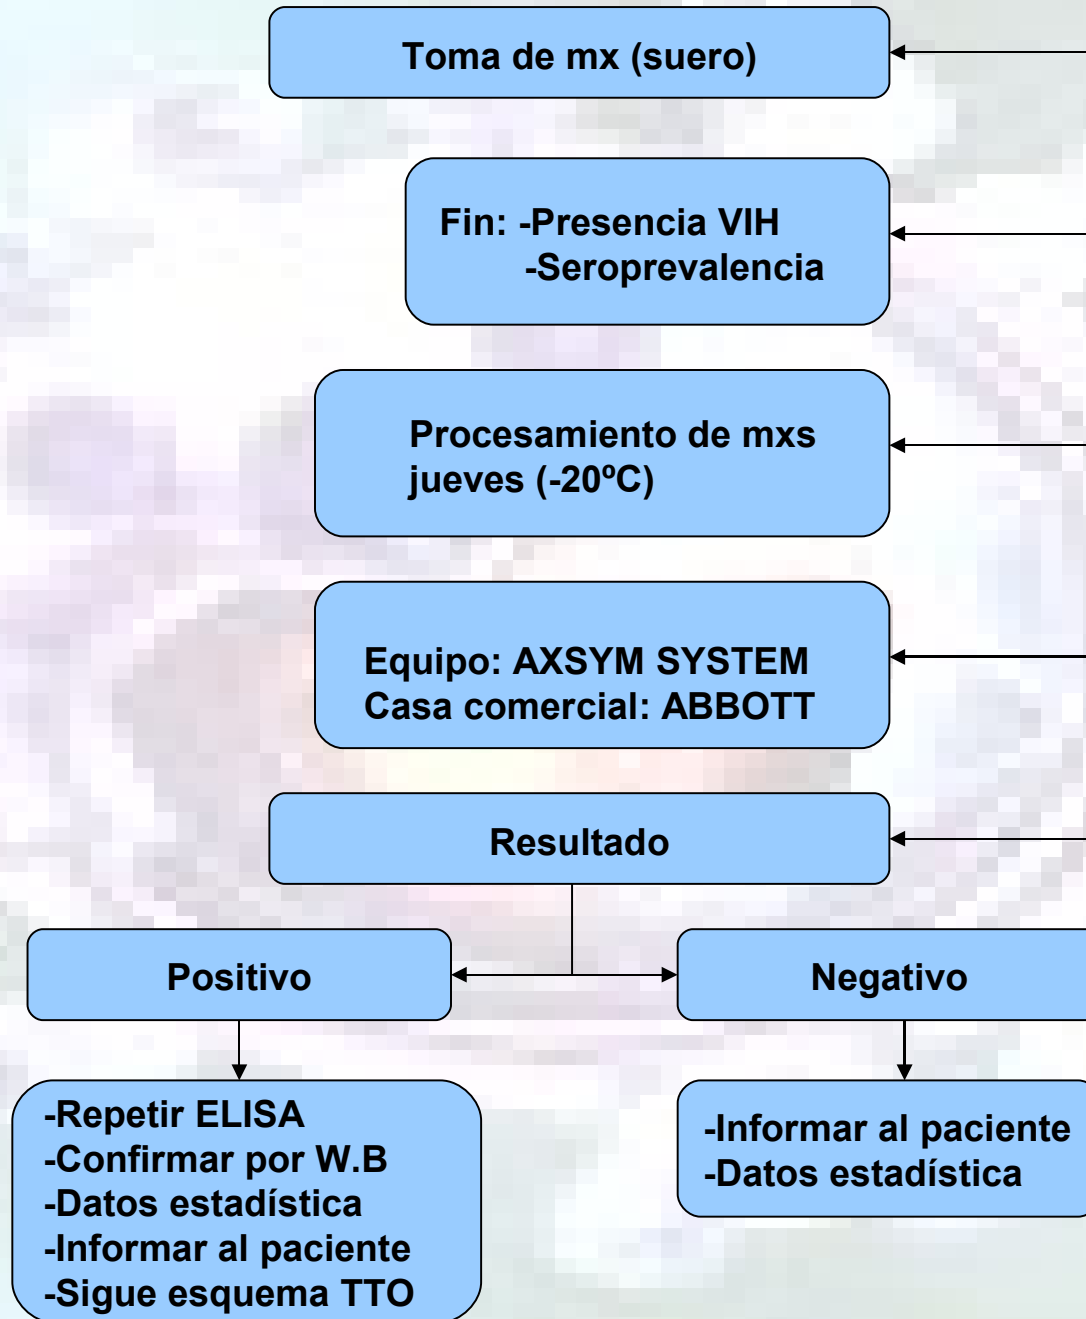 Toma de mx (suero)
Fin: -Presencia VIH
-Seroprevalencia
Procesamiento de mxs
jueves (-20ºC)
Equipo: AXSYM SYSTEM
Casa comercial: ABBOTT
Resultado
Positivo
Negativo
-Repetir ELISA
-Confirmar por W.B
-Datos estadística
-Informar al paciente
-Sigue esquema TTO
-Informar al paciente
-Datos estadística